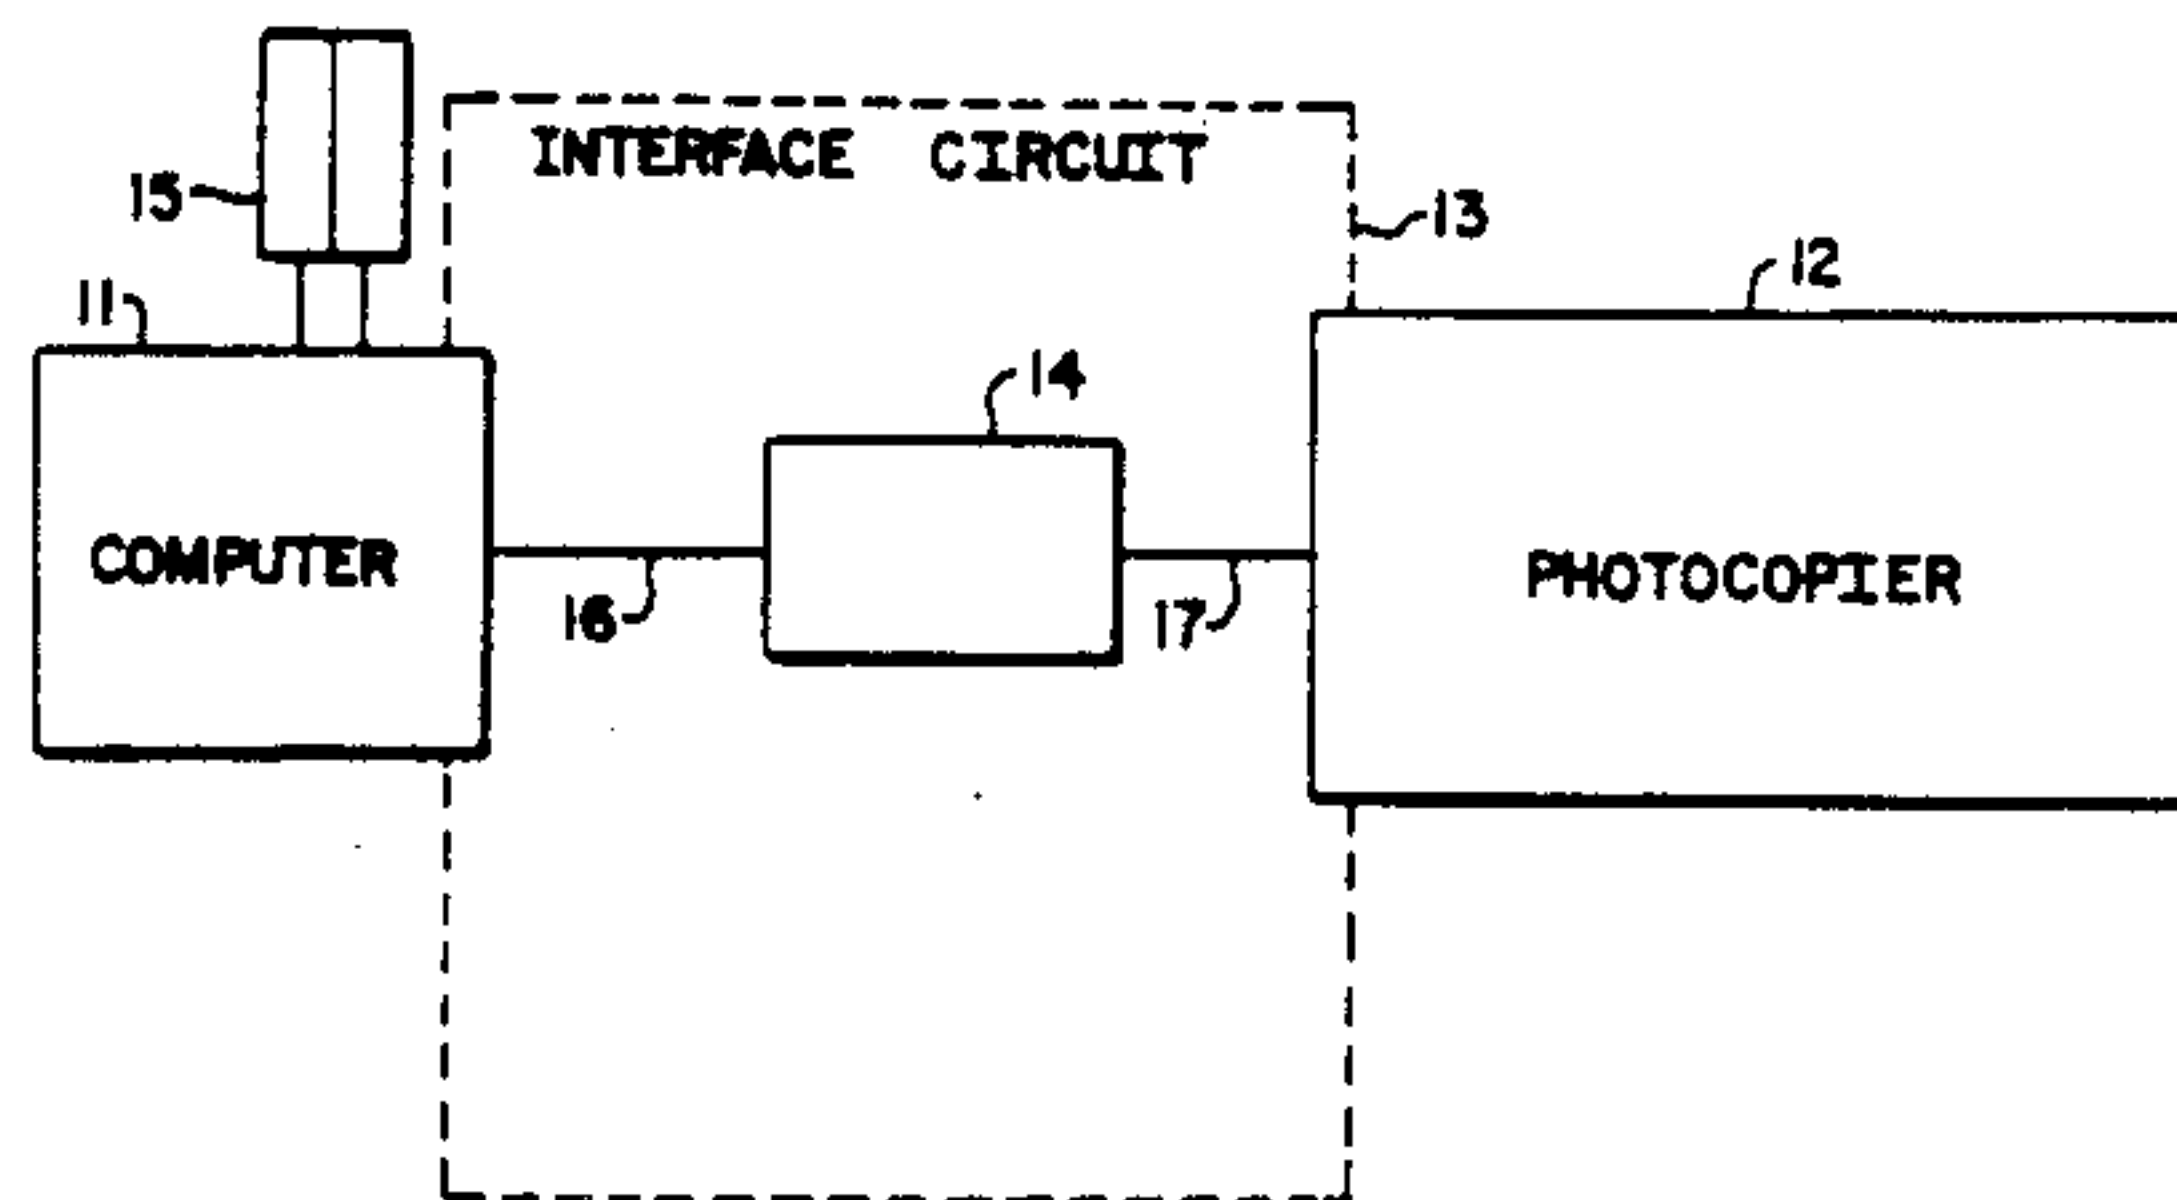 INTERFACE CIRCUIT
15
13
12
11
14
COMPUTER
PHOTOCOPIER
16
17